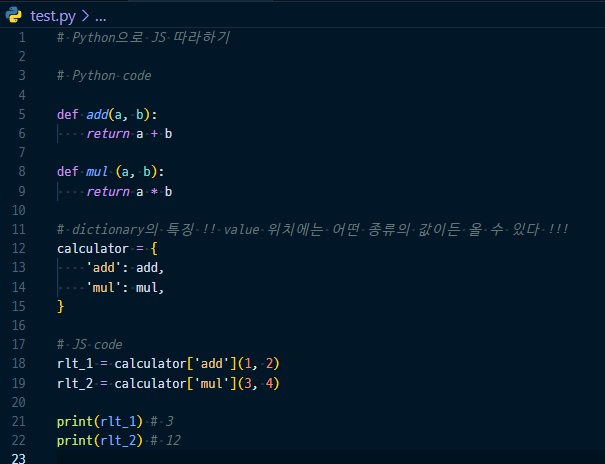 test.py > ...
1 # Python으로 JS 따라하기
2
3 # Python code
4
5 def add(a, b):
6     return a + b
7
8 def mul (a, b):
9     return a * b
10
11 # dictionary의 특징 !! value 위치에는 어떤 종류의 값이든 올 수 있다 !!!
12 calculator = {
13     'add': add,
14     'mul': mul,
15 }
16
17 # JS code
18 rlt_1 = calculator['add'](1, 2)
19 rlt_2 = calculator['mul'](3, 4)
20
21 print(rlt_1) # 3
22 print(rlt_2) # 12
23